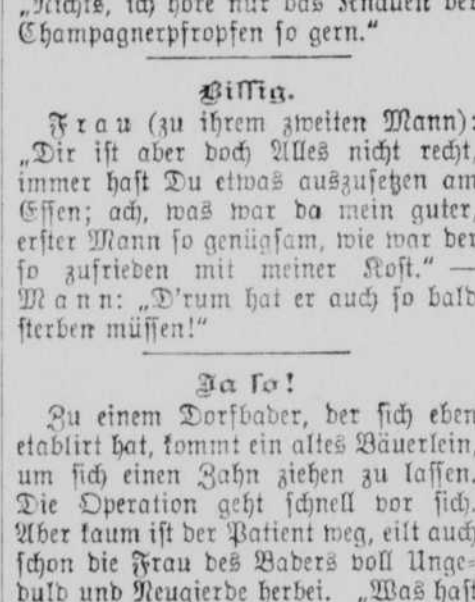 „Nichts, ich höre nur das Knallen der
Champagnerpfropfen so gern.“
Bissig.
Frau (zu ihrem zweiten Mann):
„Dir ist aber doch Alles nicht recht,
immer hast Du etwas auszusetzen am
Essen; ach, was war da mein guter,
erster Mann so genügsam, wie war der
so zufrieden mit meiner Kost.“ —
Mann: „D'rum hat er auch so bald
sterben müssen!“
Ja so!
Zu einem Dorfbader, der sich eben
etablirt hat, kommt ein altes Bäuerlein,
um sich einen Zahn ziehen zu lassen.
Die Operation geht schnell vor sich.
Aber kaum ist der Patient weg, eilt auch
schon die Frau des Baders voll Unge=
duld und Neugierde herbei. „Was hast